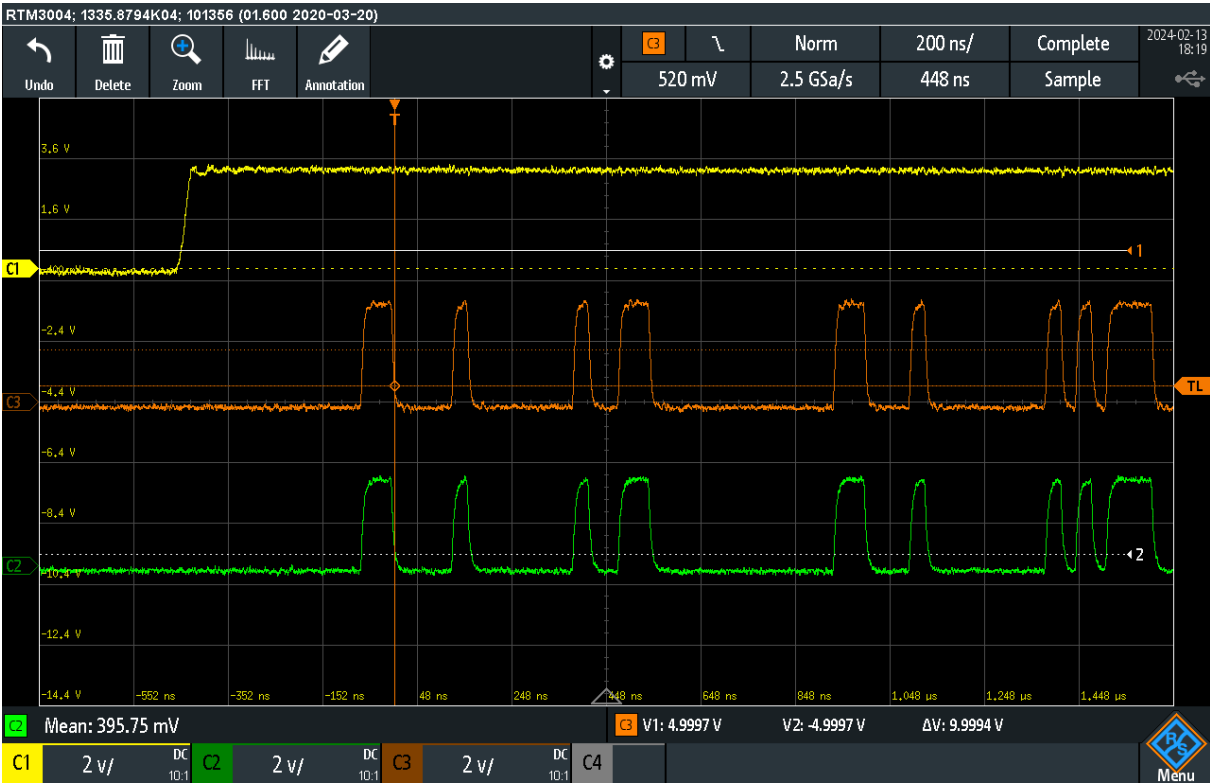 RTM3004; 1335.8794K04; 101356 (01.600 2020-03-20)
Undo Delete Zoom FFT Annotation
C3 Norm 200 ns/ Complete
520 mV 2.5 GSa/s 448 ns Sample
2024-02-13
18:19
T
3.6 V
1.6 V
1
C1
-2.4 V
-4.4 V
TL
C3
-6.4 V
-8.4 V
2
C2
-10.4 V
-12.4 V
-14.4 V -552 ns -352 ns -152 ns 48 ns 248 ns 448 ns 648 ns 848 ns 1.048 µs 1.248 µs 1.448 µs
C2 Mean: 395.75 mV C3 V1: 4.9997 V V2: -4.9997 V ΔV: 9.9994 V
C1 2 V/ DC 10:1 C2 2 V/ DC 10:1 C3 2 V/ DC 10:1 C4
R&S
Menu